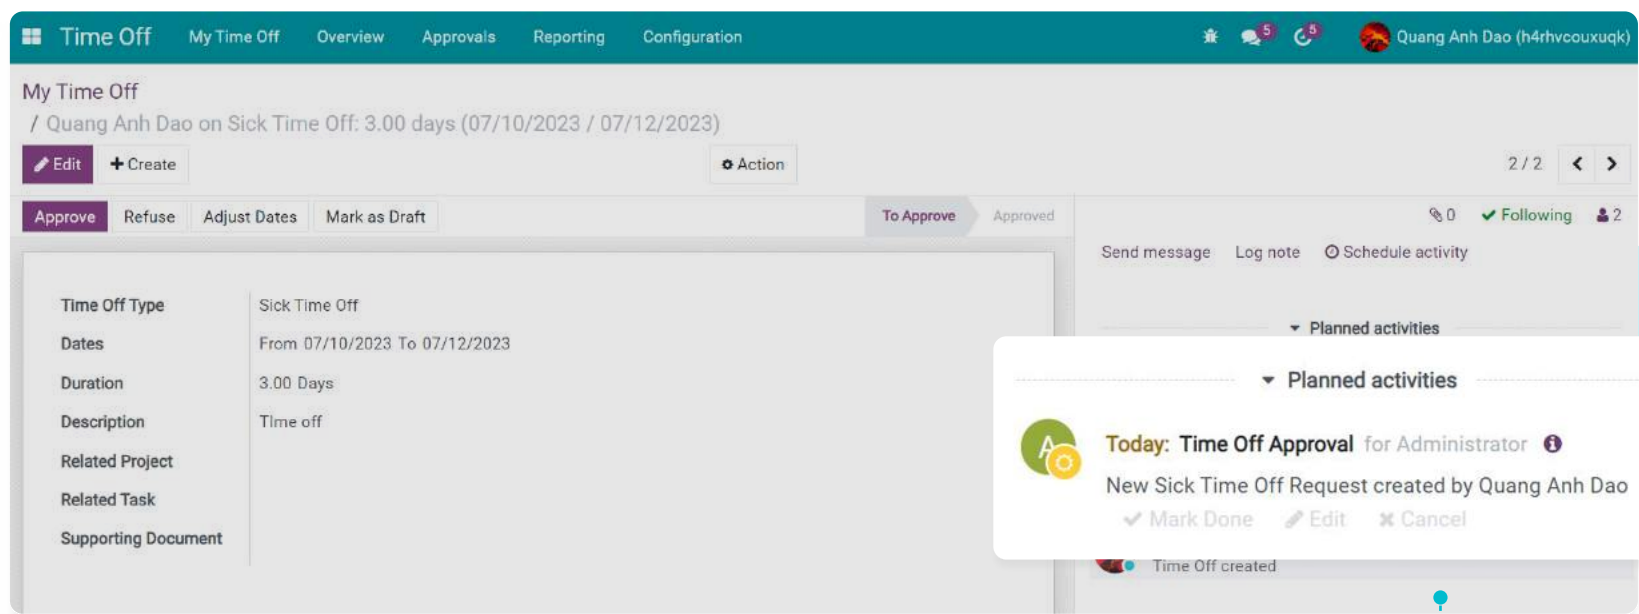 Time Off My Time Off Overview Approvals Reporting Configuration 5 5 Quang Anh Dao (h4rhvcouxuqk)
My Time Off
/ Quang Anh Dao on Sick Time Off: 3.00 days (07/10/2023 / 07/12/2023)
Edit Create Action 2 / 2
Approve Refuse Adjust Dates Mark as Draft To Approve Approved 0 Following 2
Send message Log note Schedule activity
Time Off Type Sick Time Off
Planned activities
Dates From 07/10/2023 To 07/12/2023
Duration 3.00 Days
Description TIme off
Related Project
Related Task
Supporting Document
Planned activities
A
Today: Time Off Approval for Administrator
New Sick Time Off Request created by Quang Anh Dao
Mark Done Edit Cancel
Time Off created